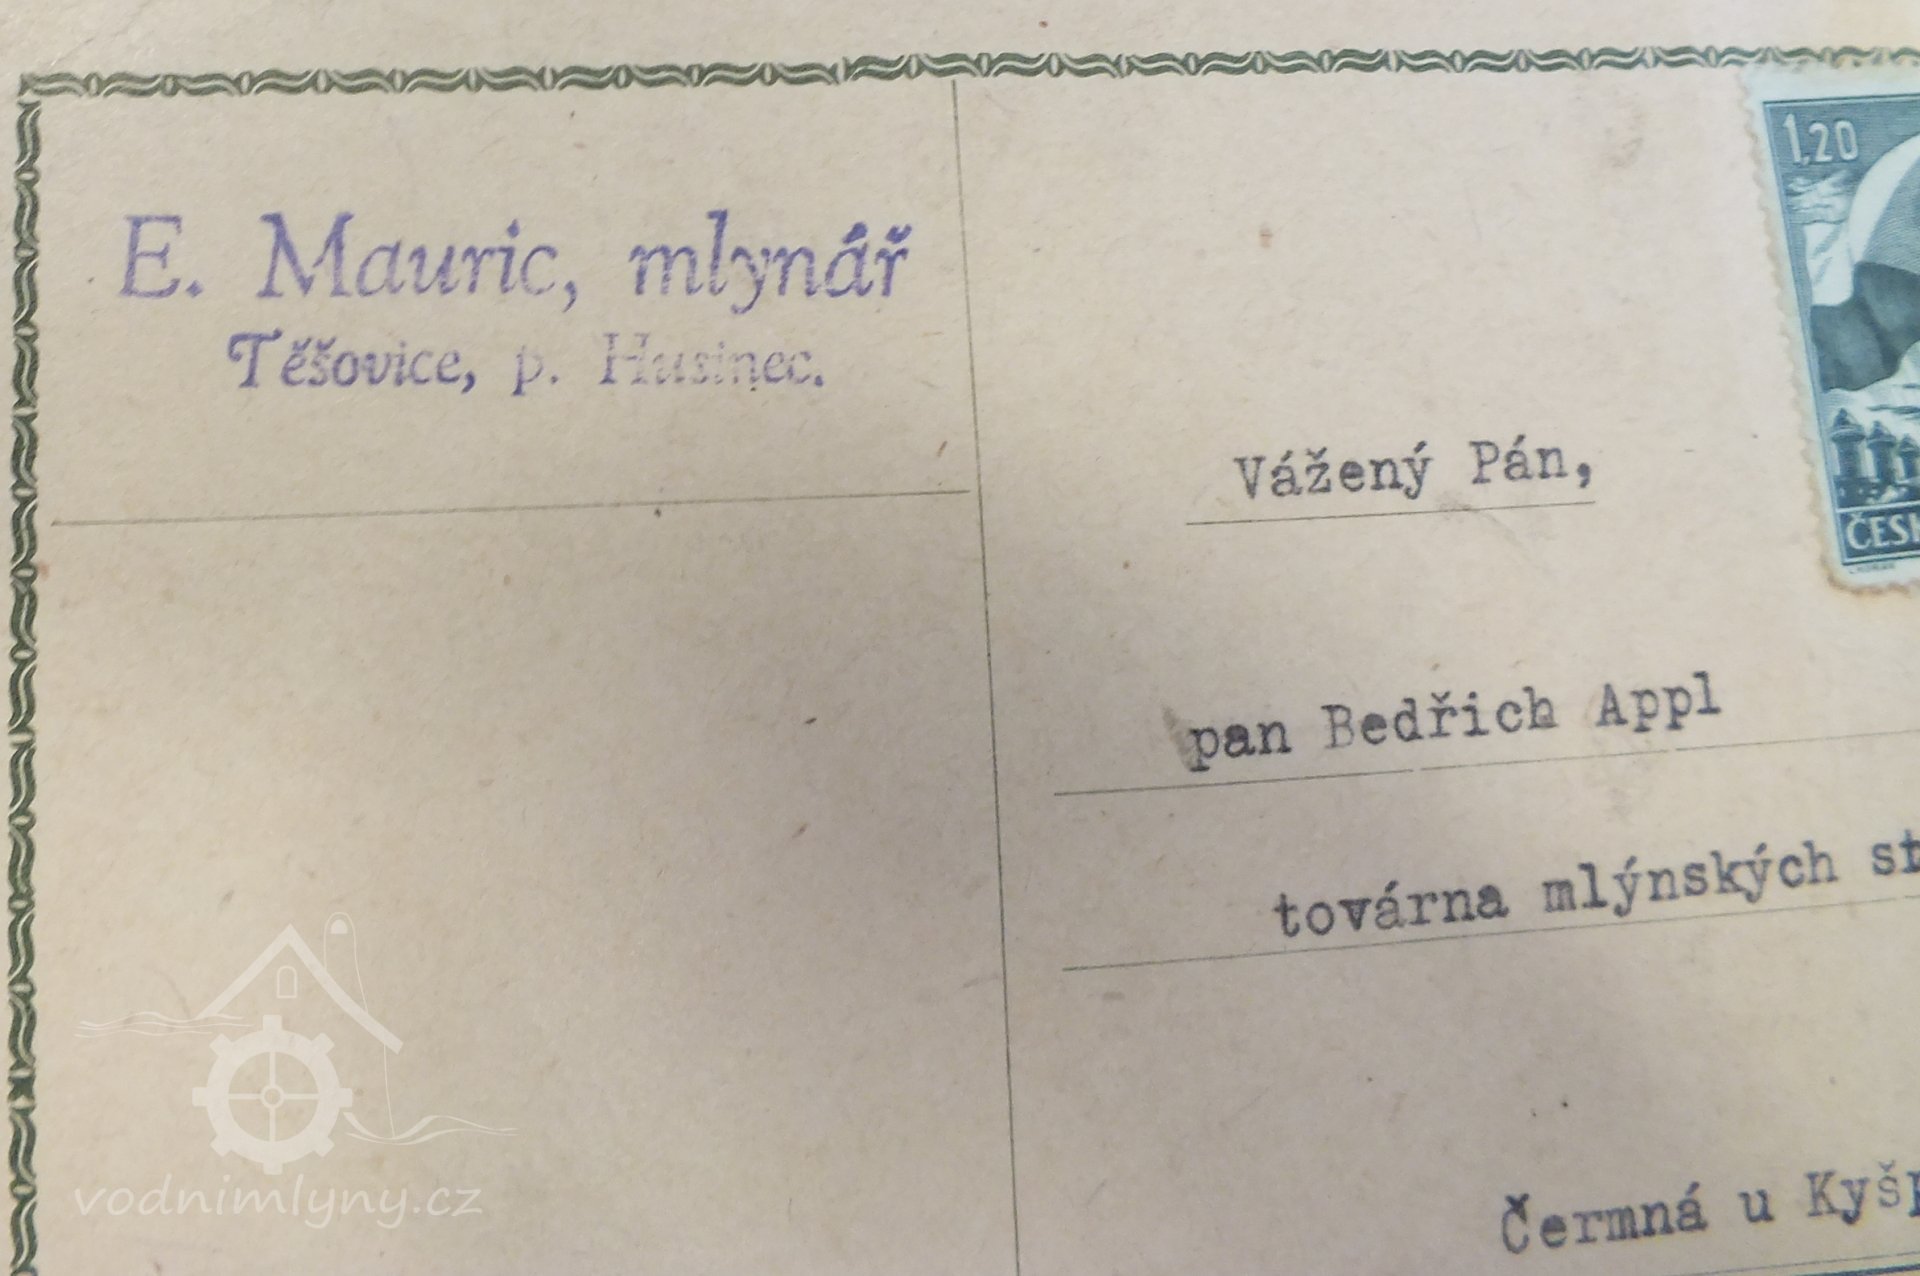 E. Mauric, mlynář
Těšovice, p. Husinec.
1,20
Vážený Pán,
pan Bedřich Appl
továrna mlýnských
Čermná u
vodnimlyny.cz